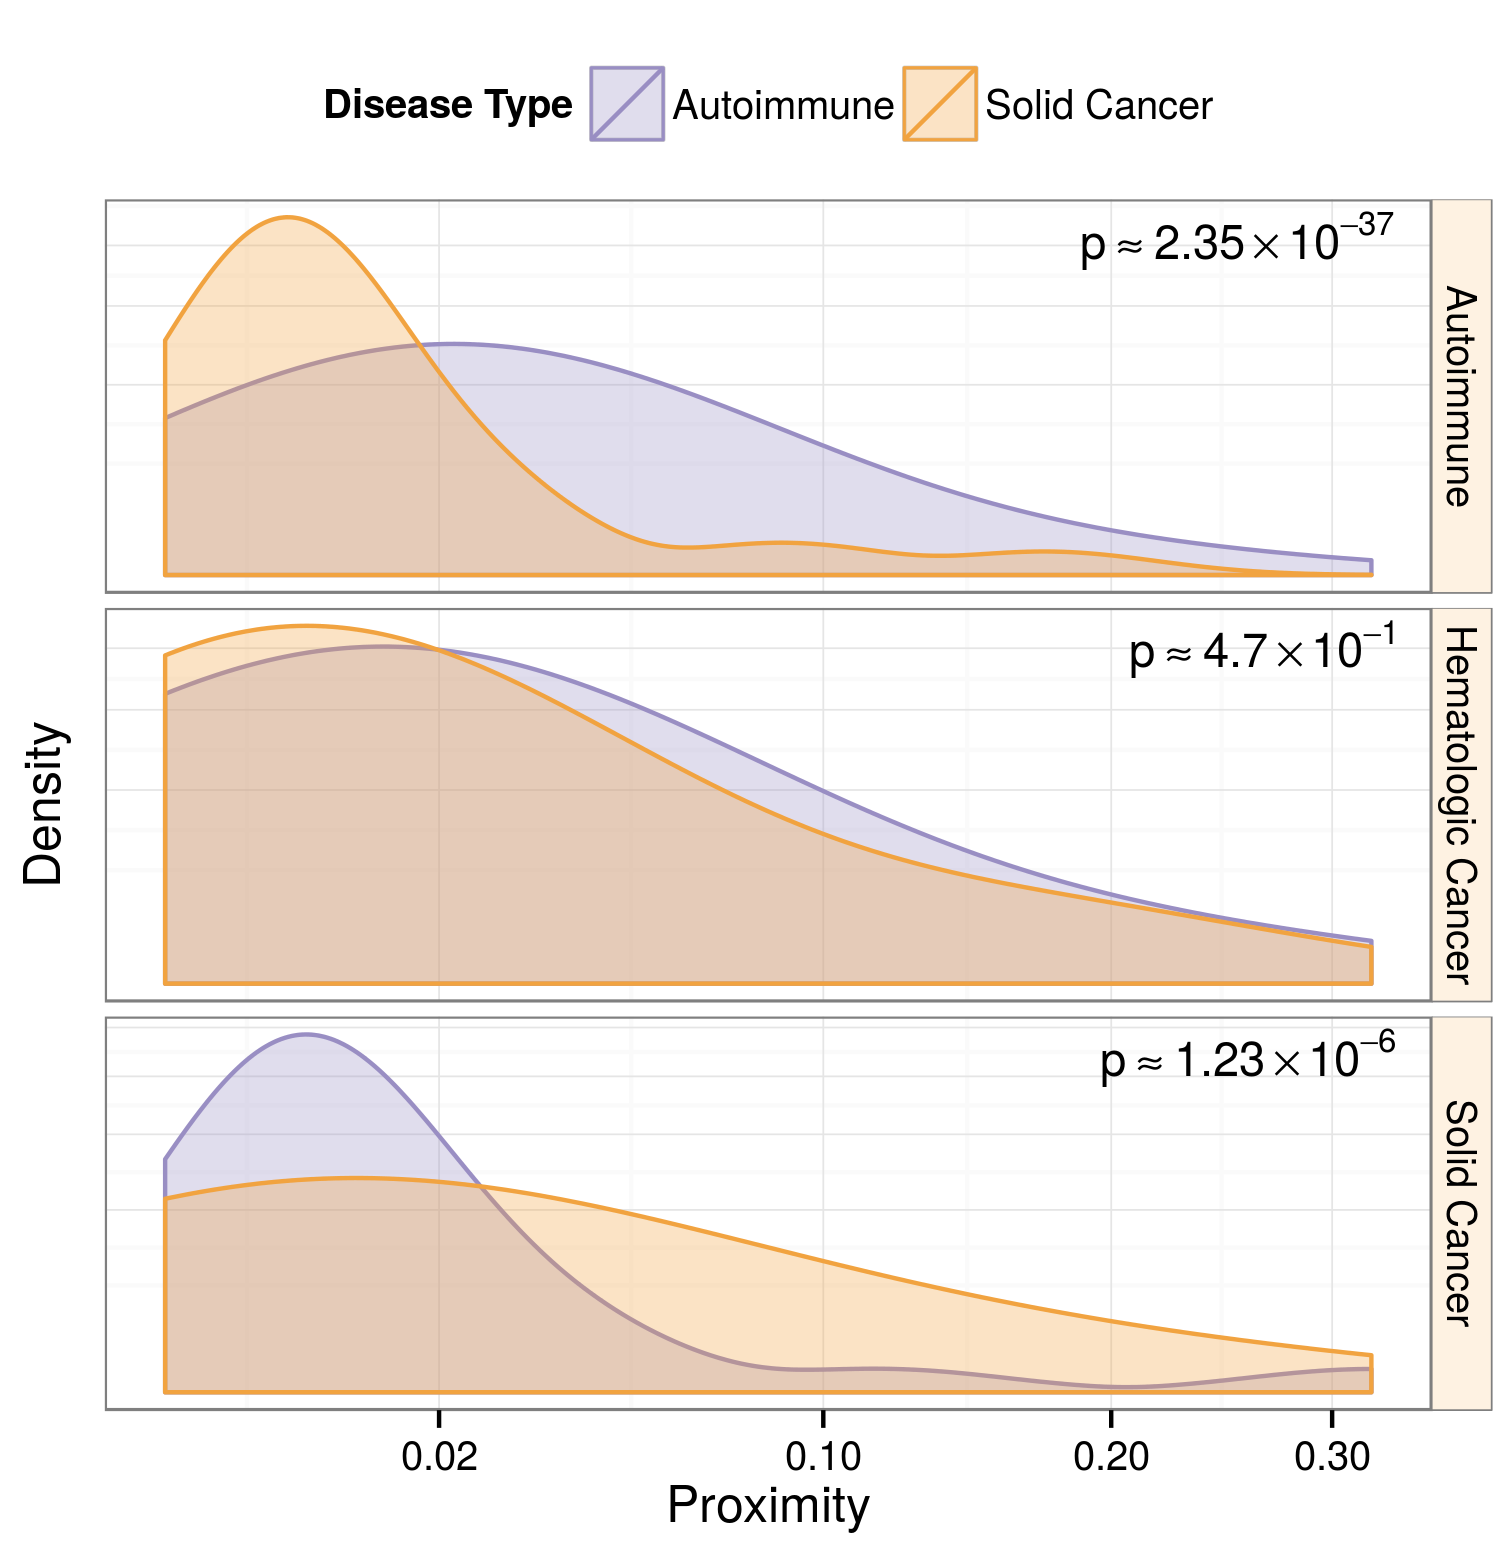 Disease Type Autoimmune Solid Cancer
p ≈ 2.35 × 10⁻³⁷
Autoimmune
p ≈ 4.7 × 10⁻¹
Hematologic Cancer
p ≈ 1.23 × 10⁻⁶
Solid Cancer
Density
0.02 0.10 0.20 0.30
Proximity